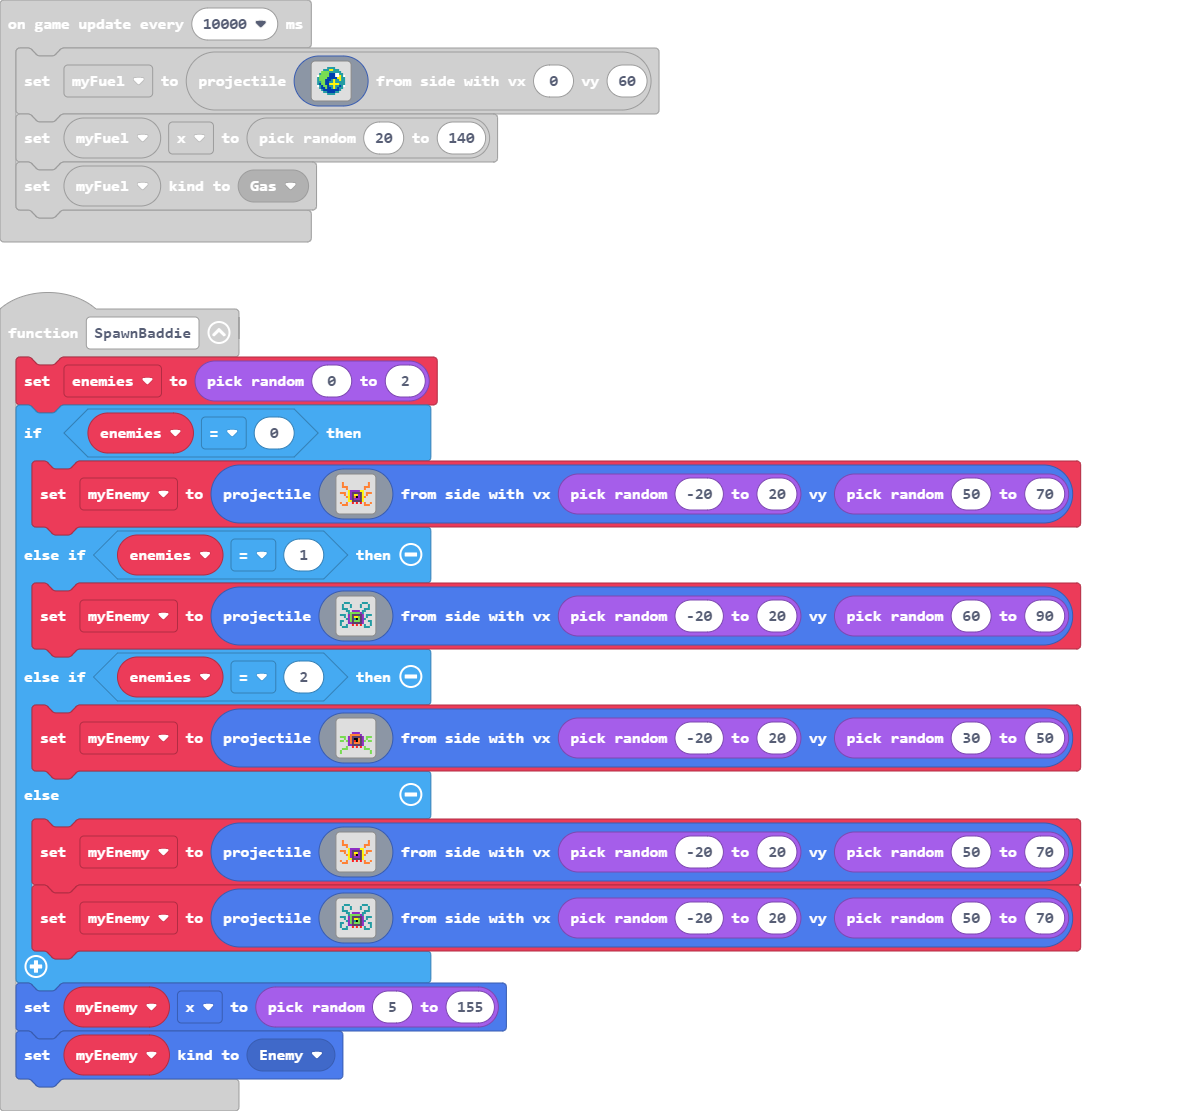 on game update every 10000 ms
set myFuel to projectile from side with vx 0 vy 60
set myFuel x to pick random 20 to 140
set myFuel kind to Gas
function SpawnBaddie
set enemies to pick random 0 to 2
if enemies = 0 then
set myEnemy to projectile from side with vx pick random -20 to 20 vy pick random 50 to 70
else if enemies = 1 then
set myEnemy to projectile from side with vx pick random -20 to 20 vy pick random 60 to 90
else if enemies = 2 then
set myEnemy to projectile from side with vx pick random -20 to 20 vy pick random 30 to 50
else
set myEnemy to projectile from side with vx pick random -20 to 20 vy pick random 50 to 70
set myEnemy to projectile from side with vx pick random -20 to 20 vy pick random 50 to 70
set myEnemy x to pick random 5 to 155
set myEnemy kind to Enemy